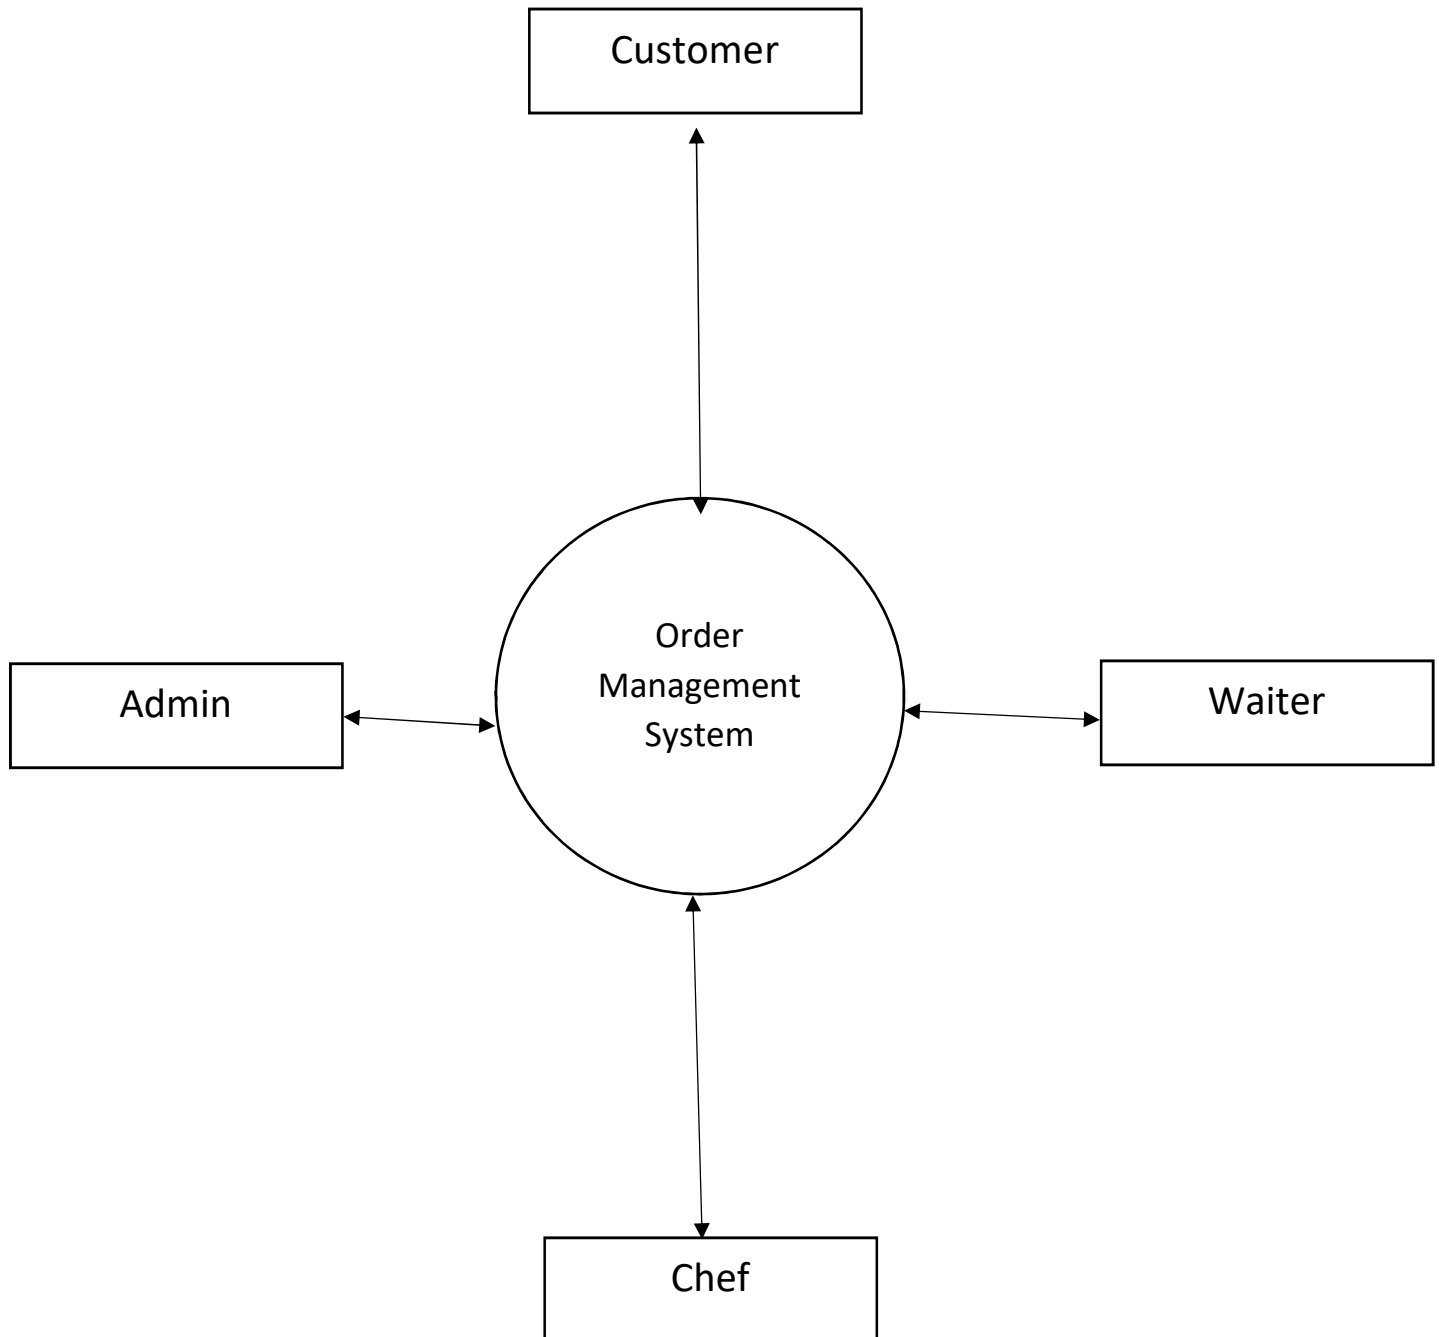 Customer
Order
Management
System
Admin
Waiter
Chef